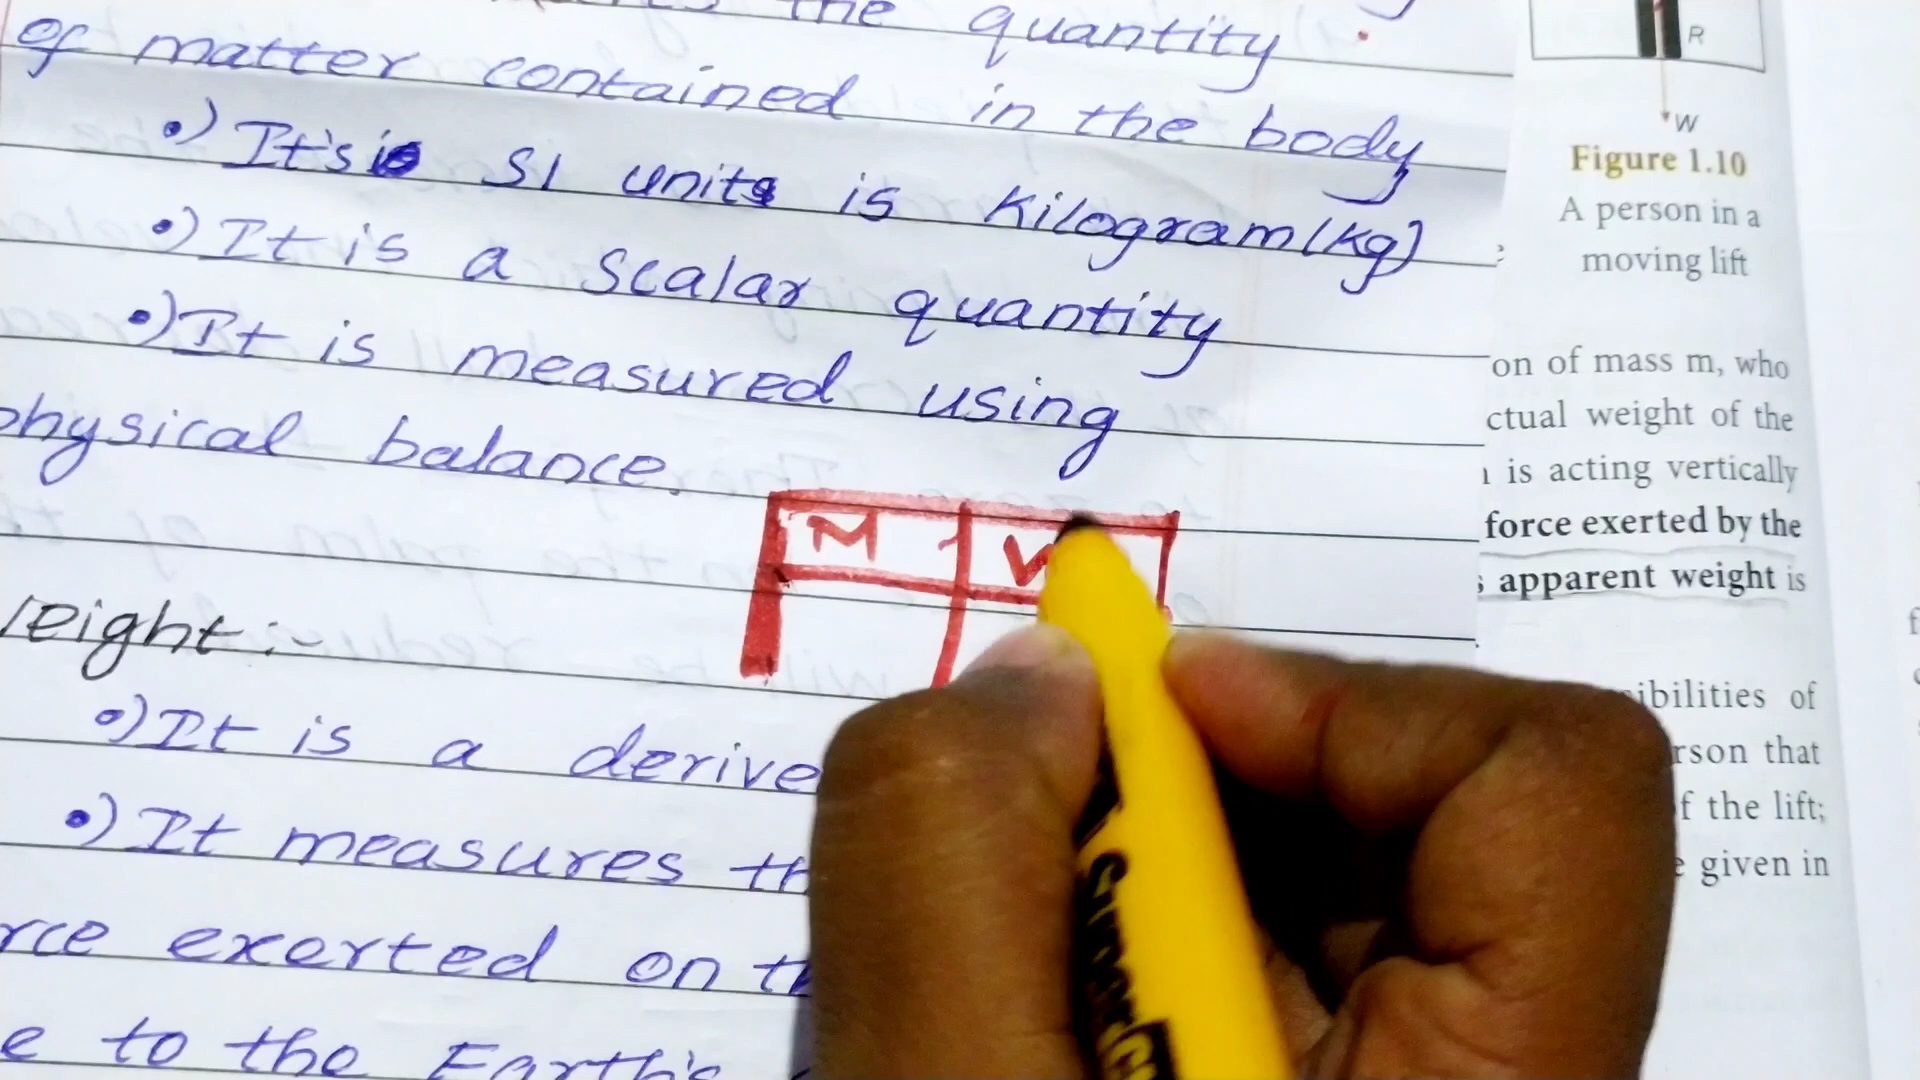 the quantity
of matter contained in the body
•) It's SI units is Kilogram (Kg)
•) It is a scalar quantity
•) It is measured using
physical balance.
M
W
eight :-
•) It is a derive
•) It measures th
rce exerted on th
e to the Earth's
R
W
Figure 1.10
A person in a
moving lift
on of mass m, who
ctual weight of the
is acting vertically
force exerted by the
apparent weight is
ibilities of
rson that
f the lift;
given in